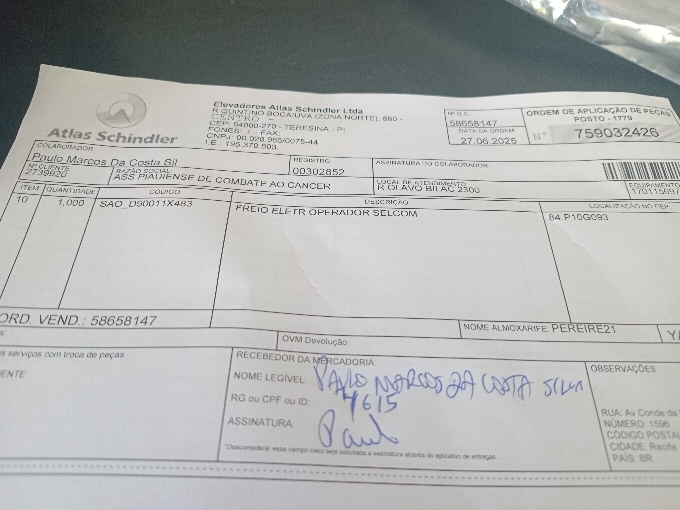 Atlas Schindler
Elevadores Atlas Schindler Ltda
R QUINTINO BOCAIUVA (ZONA NORTE), 880 -
CENTRO -
CEP: 64000-270 - TERESINA - PI
FONES: / - FAX:
CNPJ: 00.028.986/0075-44
I.E.: 195.370.593
Nº O.S.
58658147
DATA DA ORDEM
27.06.2025
ORDEM DE APLICAÇÃO DE PEÇAS
POSTO - 1779
Nº 759032426
COLABORADOR
Paulo Marcos Da Costa Sil
REGISTRO
00302852
ASSINATURA DO COLABORADOR
Nº CLIENTE
2739920
RAZÃO SOCIAL
ASS PIAUIENSE DE COMBATE AO CANCER
LOCAL DE ATENDIMENTO
R OLAVO BILAC 2300
EQUIPAMENTO
ITEM QUANTIDADE CÓDIGO DESCRIÇÃO LOCALIZAÇÃO NO DEP.
10 1,000 SAO_D90011X483 FREIO ELETR OPERADOR SELCOM 84.P10G093
ORD. VEND.: 58658147
NOME ALMOXARIFE: PEREIRE21
OVM Devolução
os serviços com troca de peças
RECEBEDOR DA MERCADORIA:
NOME LEGÍVEL: PAULO MARCOS DA COSTA SILVA
RG ou CPF ou ID: 4615
ASSINATURA: Paulo
*Desconsiderar esse campo caso seja solicitada a assinatura através do aplicativo de entregas.
OBSERVAÇÕES
RUA: Av Conde da
NÚMERO: 1596
CÓDIGO POSTAL
CIDADE: Recife
PAÍS: BR